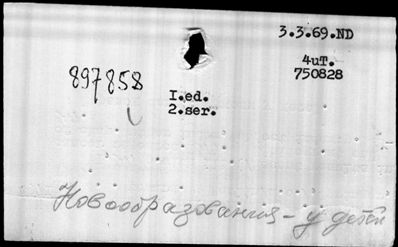 3.3.69.ND
4uT.
750828
897858
I.ed.
2.ser.
Новообразования - у детей